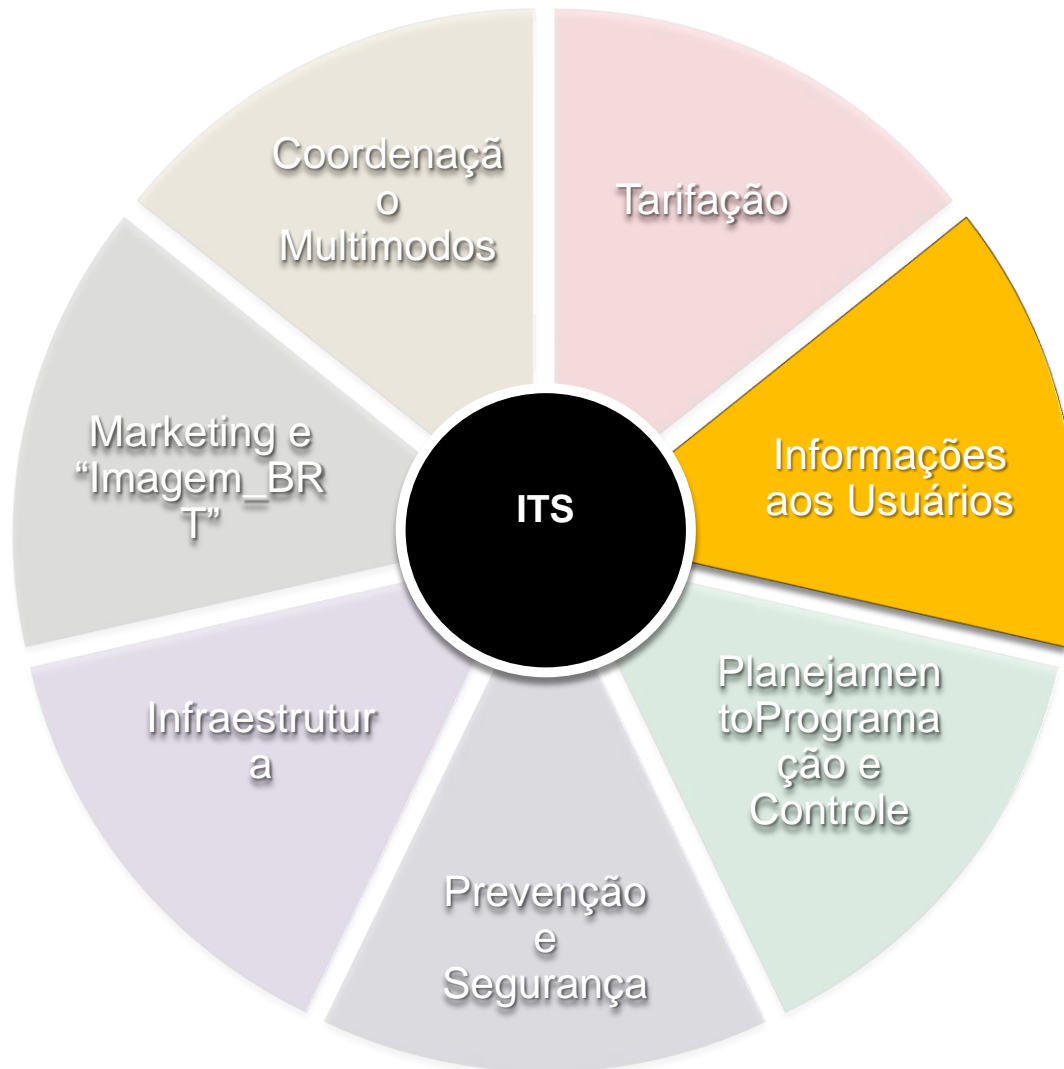 Coordenaçã
o
Multimodos
Tarifação
Informações
aos Usuários
Planejamen
toPrograma
ção e
Controle
Prevenção
e
Segurança
Infraestrutur
a
Marketing e
“Imagem_BR
T”
ITS